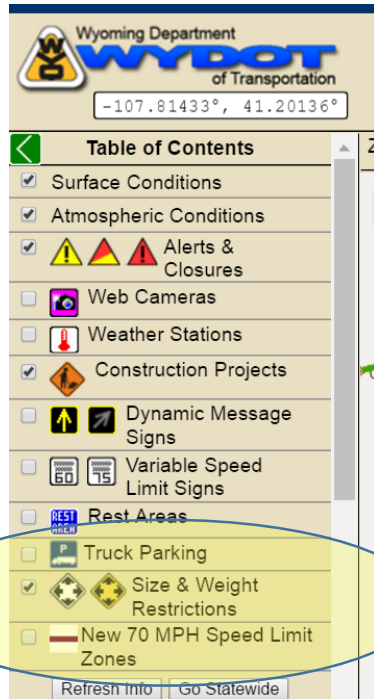 Wyoming Department
WYDOT
of Transportation
-107.81433°, 41.20136°
Table of Contents
Surface Conditions
Atmospheric Conditions
Alerts &
Closures
Web Cameras
Weather Stations
Construction Projects
Dynamic Message
Signs
60 75 Variable Speed
Limit Signs
REST AREA Rest Areas
P Truck Parking
Size & Weight
Restrictions
New 70 MPH Speed Limit
Zones
Refresh Info Go Statewide